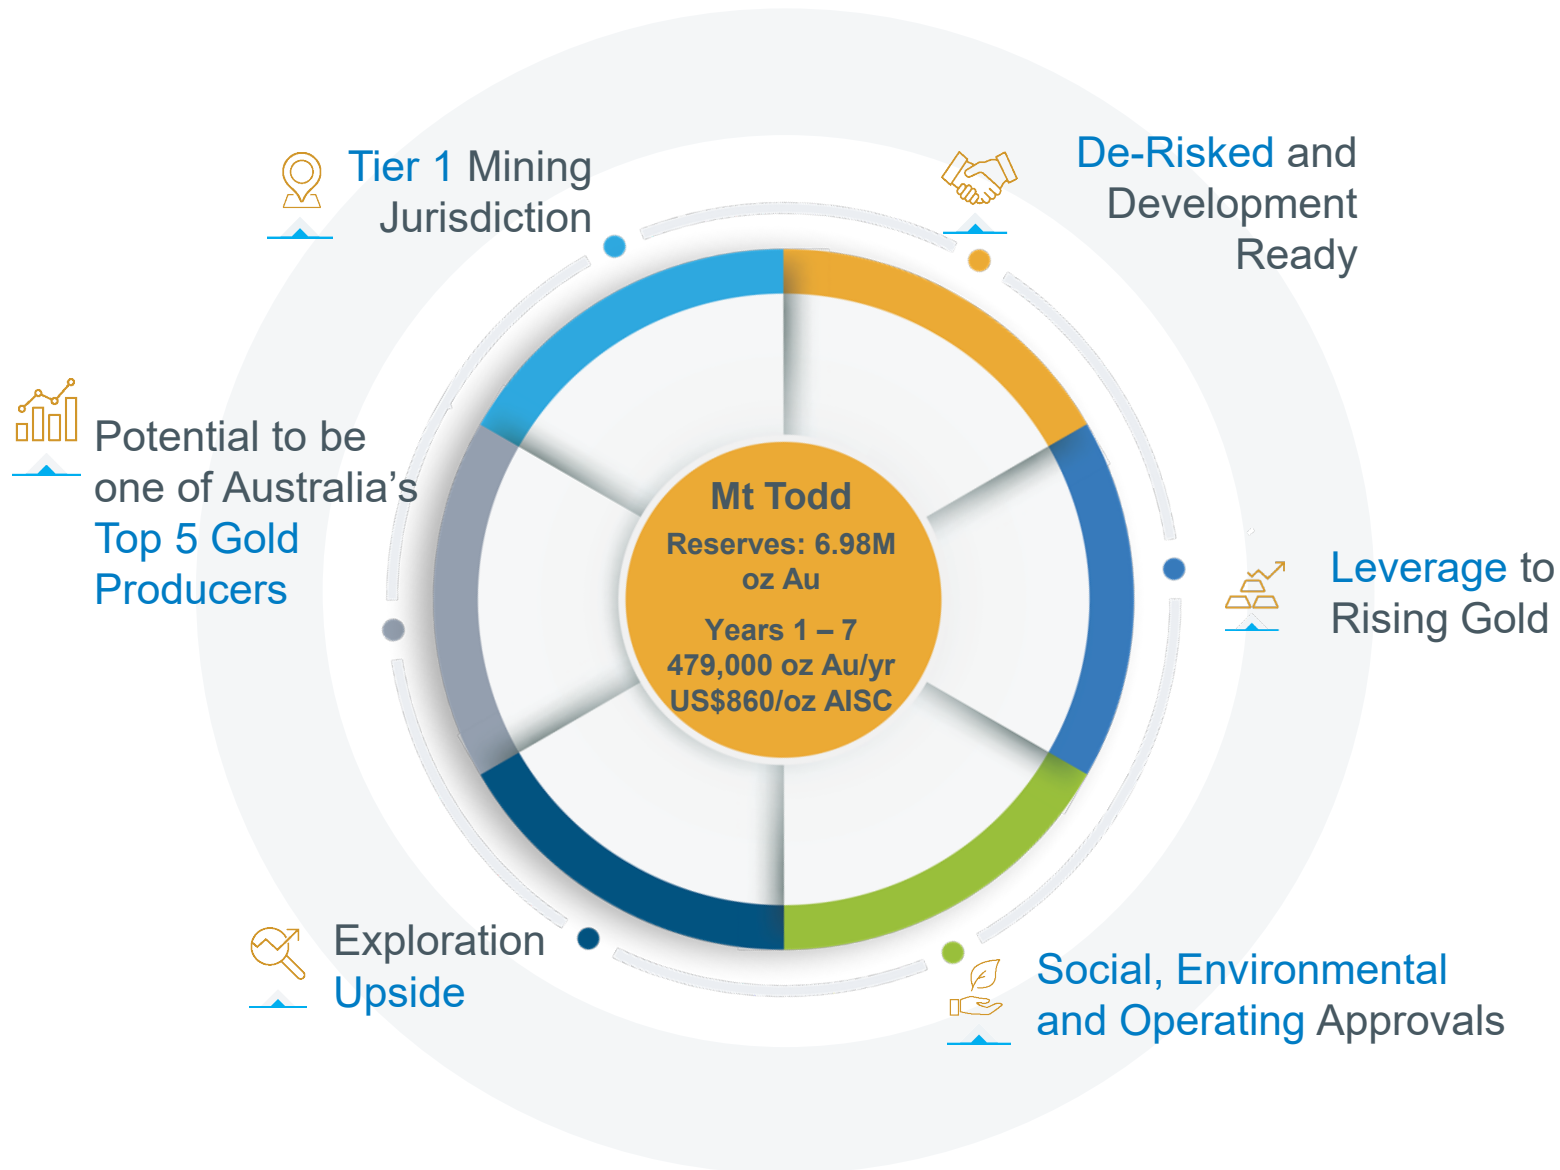 Tier 1 Mining
Jurisdiction
De-Risked and
Development
Ready
Potential to be
one of Australia’s
Top 5 Gold
Producers
Mt Todd
Reserves: 6.98M
oz Au
Years 1 – 7
479,000 oz Au/yr
US$860/oz AISC
Leverage to
Rising Gold
Exploration
Upside
Social, Environmental
and Operating Approvals